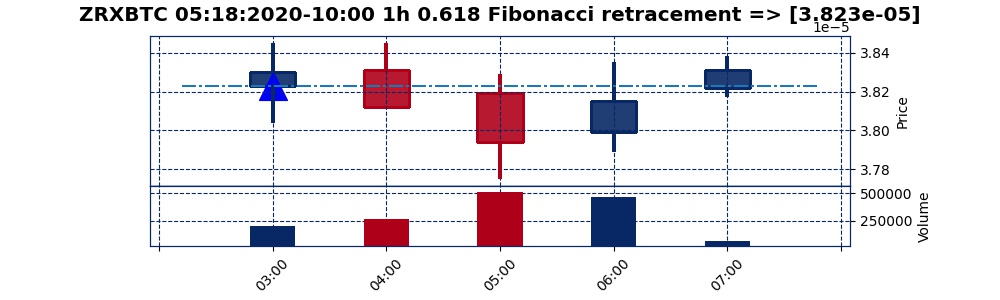 ZRXBTC 05:18:2020-10:00 1h 0.618 Fibonacci retracement => [3.823e-05]
1e−5
3.84
3.82
3.80
3.78
Price
500000
250000
Volume
03:00
04:00
05:00
06:00
07:00